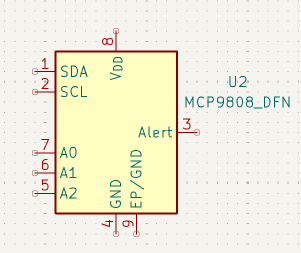 8
VDD
1 SDA
2 SCL
U2
MCP9808_DFN
Alert 3
7 A0
6 A1
5 A2
GND
EP/GND
4
9